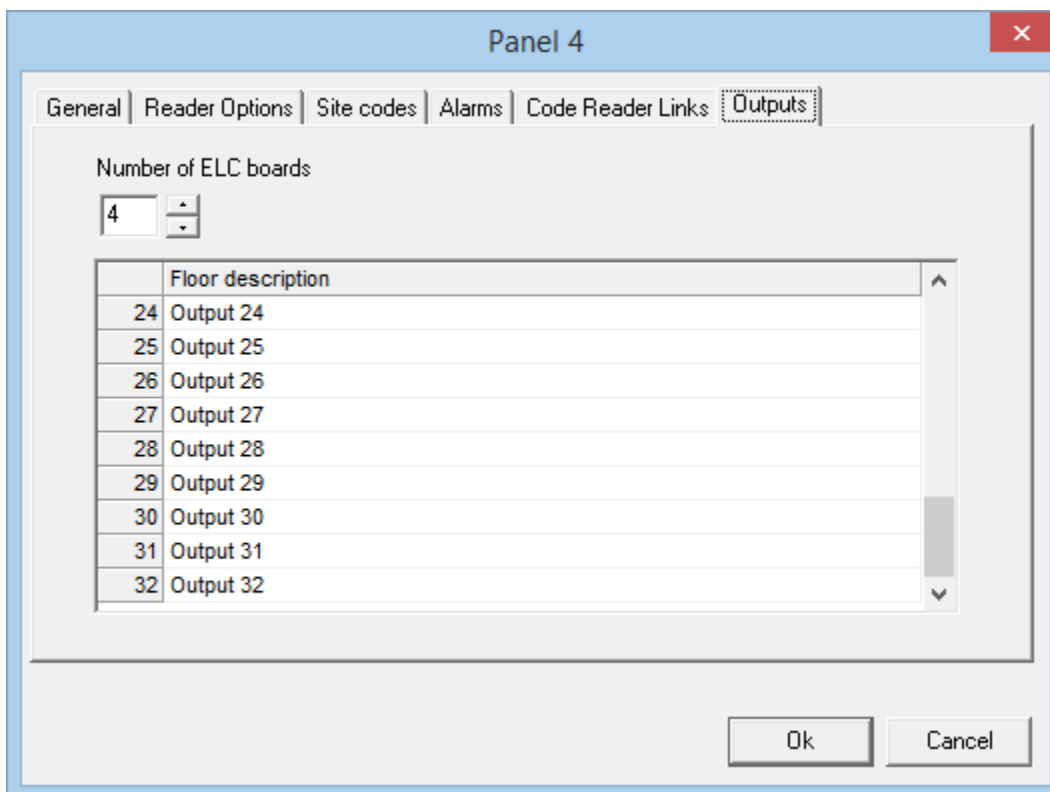 Panel 4
General Reader Options Site codes Alarms Code Reader Links Outputs
Number of ELC boards
4
Floor description
24 Output 24
25 Output 25
26 Output 26
27 Output 27
28 Output 28
29 Output 29
30 Output 30
31 Output 31
32 Output 32
Ok Cancel